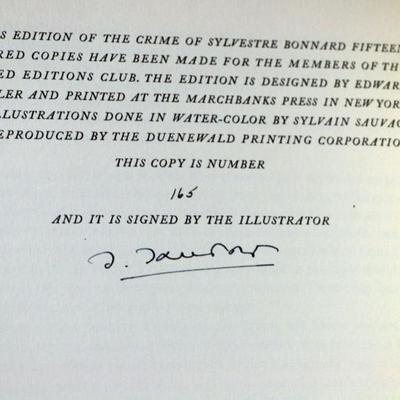 S EDITION OF THE CRIME OF SYLVESTRE BONNARD FIFTEEN
RED COPIES HAVE BEEN MADE FOR THE MEMBERS OF THE
ED EDITIONS CLUB. THE EDITION IS DESIGNED BY EDWAR
LER AND PRINTED AT THE MARCHBANKS PRESS IN NEW YOR
LLUSTRATIONS DONE IN WATER-COLOR BY SYLVAIN SAUVAG
EPRODUCED BY THE DUENEWALD PRINTING CORPORATIO
THIS COPY IS NUMBER
165
AND IT IS SIGNED BY THE ILLUSTRATOR